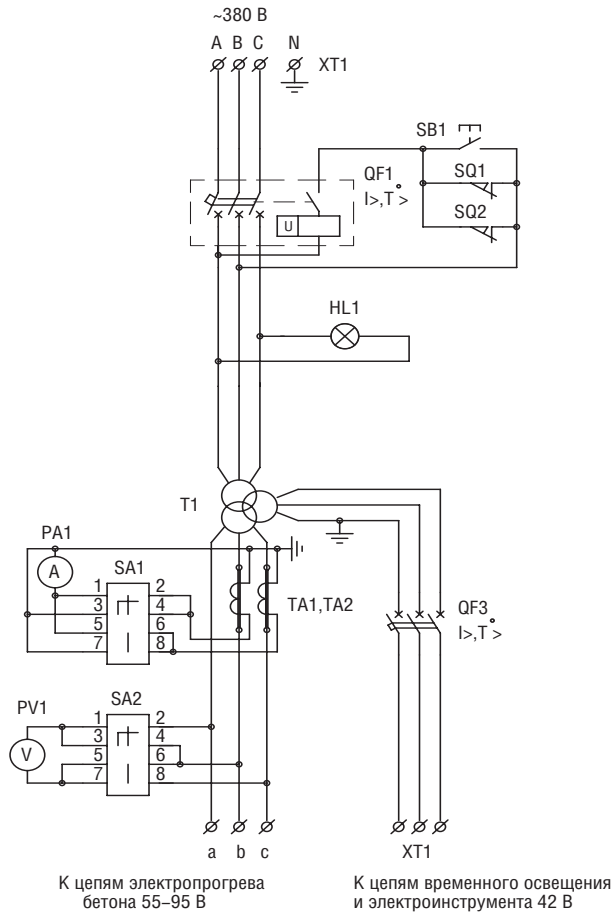 ~380 В
A B C N
XT1
SB1
QF1
I>,T°>
SQ1
SQ2
U
HL1
T1
PA1
A
SA1
1 2
3 4
5 6
7 8
TA1,TA2
QF3
I>,T°>
PV1
V
SA2
1 2
3 4
5 6
7 8
a b c
XT1
К цепям электропрогрева
бетона 55–95 В
К цепям временного освещения
и электроинструмента 42 В